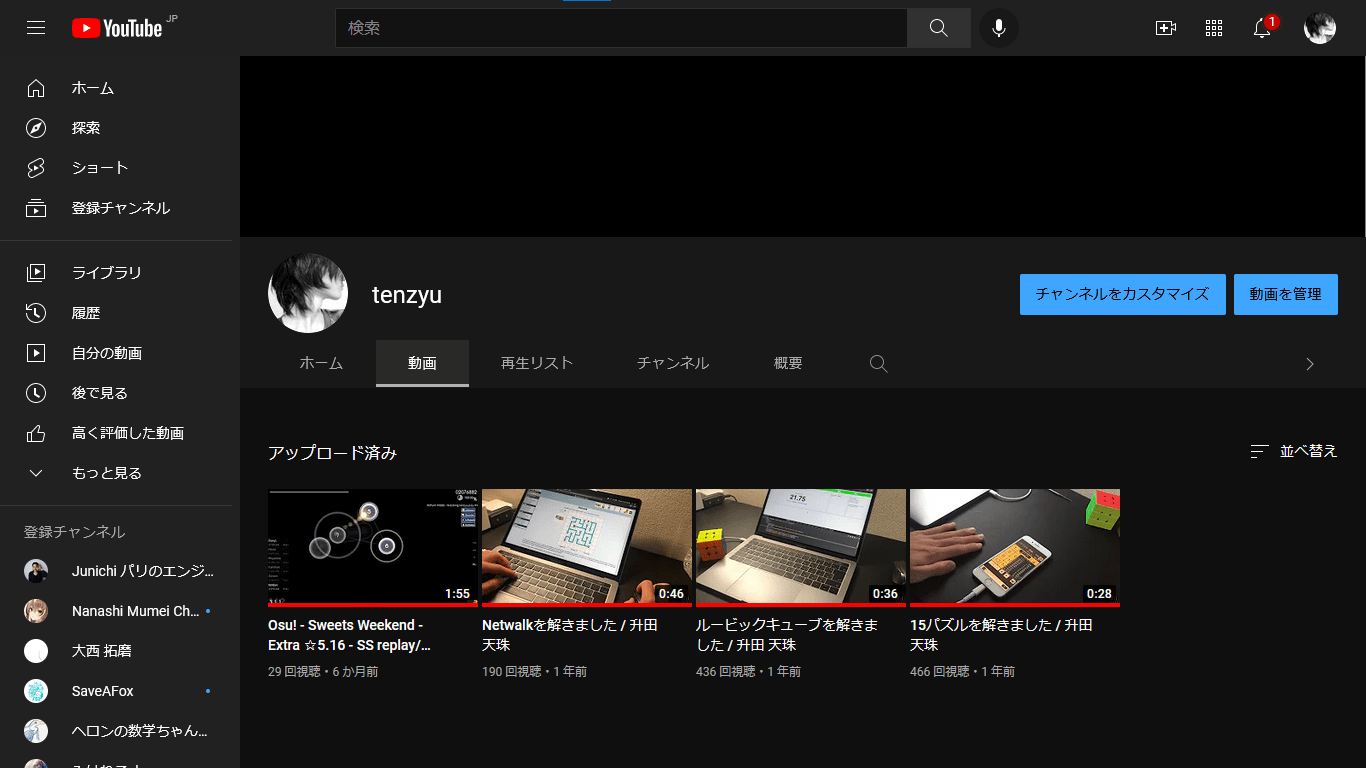 YouTube JP
検索
1
ホーム
探索
ショート
登録チャンネル
ライブラリ
履歴
自分の動画
後で見る
高く評価した動画
もっと見る
登録チャンネル
Junichi パリのエンジ...
Nanashi Mumei Ch...
大西 拓磨
SaveAFox
ヘロンの数学ちゃん...
tenzyu
チャンネルをカスタマイズ
動画を管理
ホーム
動画
再生リスト
チャンネル
概要
アップロード済み
並べ替え
1:55
Osu! - Sweets Weekend -
Extra ☆5.16 - SS replay/...
29 回視聴・6 か月前
0:46
Netwalkを解きました / 升田
天珠
190 回視聴・1 年前
21.75
0:36
ルービックキューブを解きま
した / 升田 天珠
436 回視聴・1 年前
0:28
15パズルを解きました / 升田
天珠
466 回視聴・1 年前